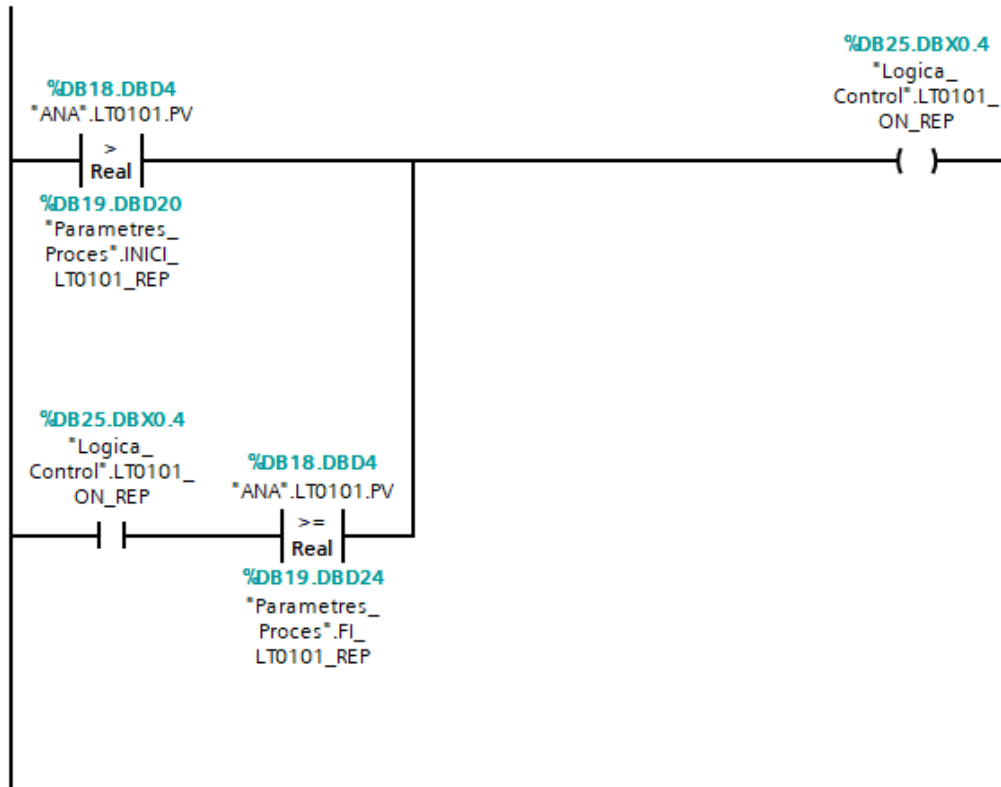 %DB25.DBX0.4
"Logica_
Control".LT0101_
ON_REP
%DB18.DBD4
"ANA".LT0101.PV
>
Real
%DB19.DBD20
"Parametres_
Proces".INICI_
LT0101_REP
%DB25.DBX0.4
"Logica_
Control".LT0101_
ON_REP
%DB18.DBD4
"ANA".LT0101.PV
>=
Real
%DB19.DBD24
"Parametres_
Proces".FI_
LT0101_REP